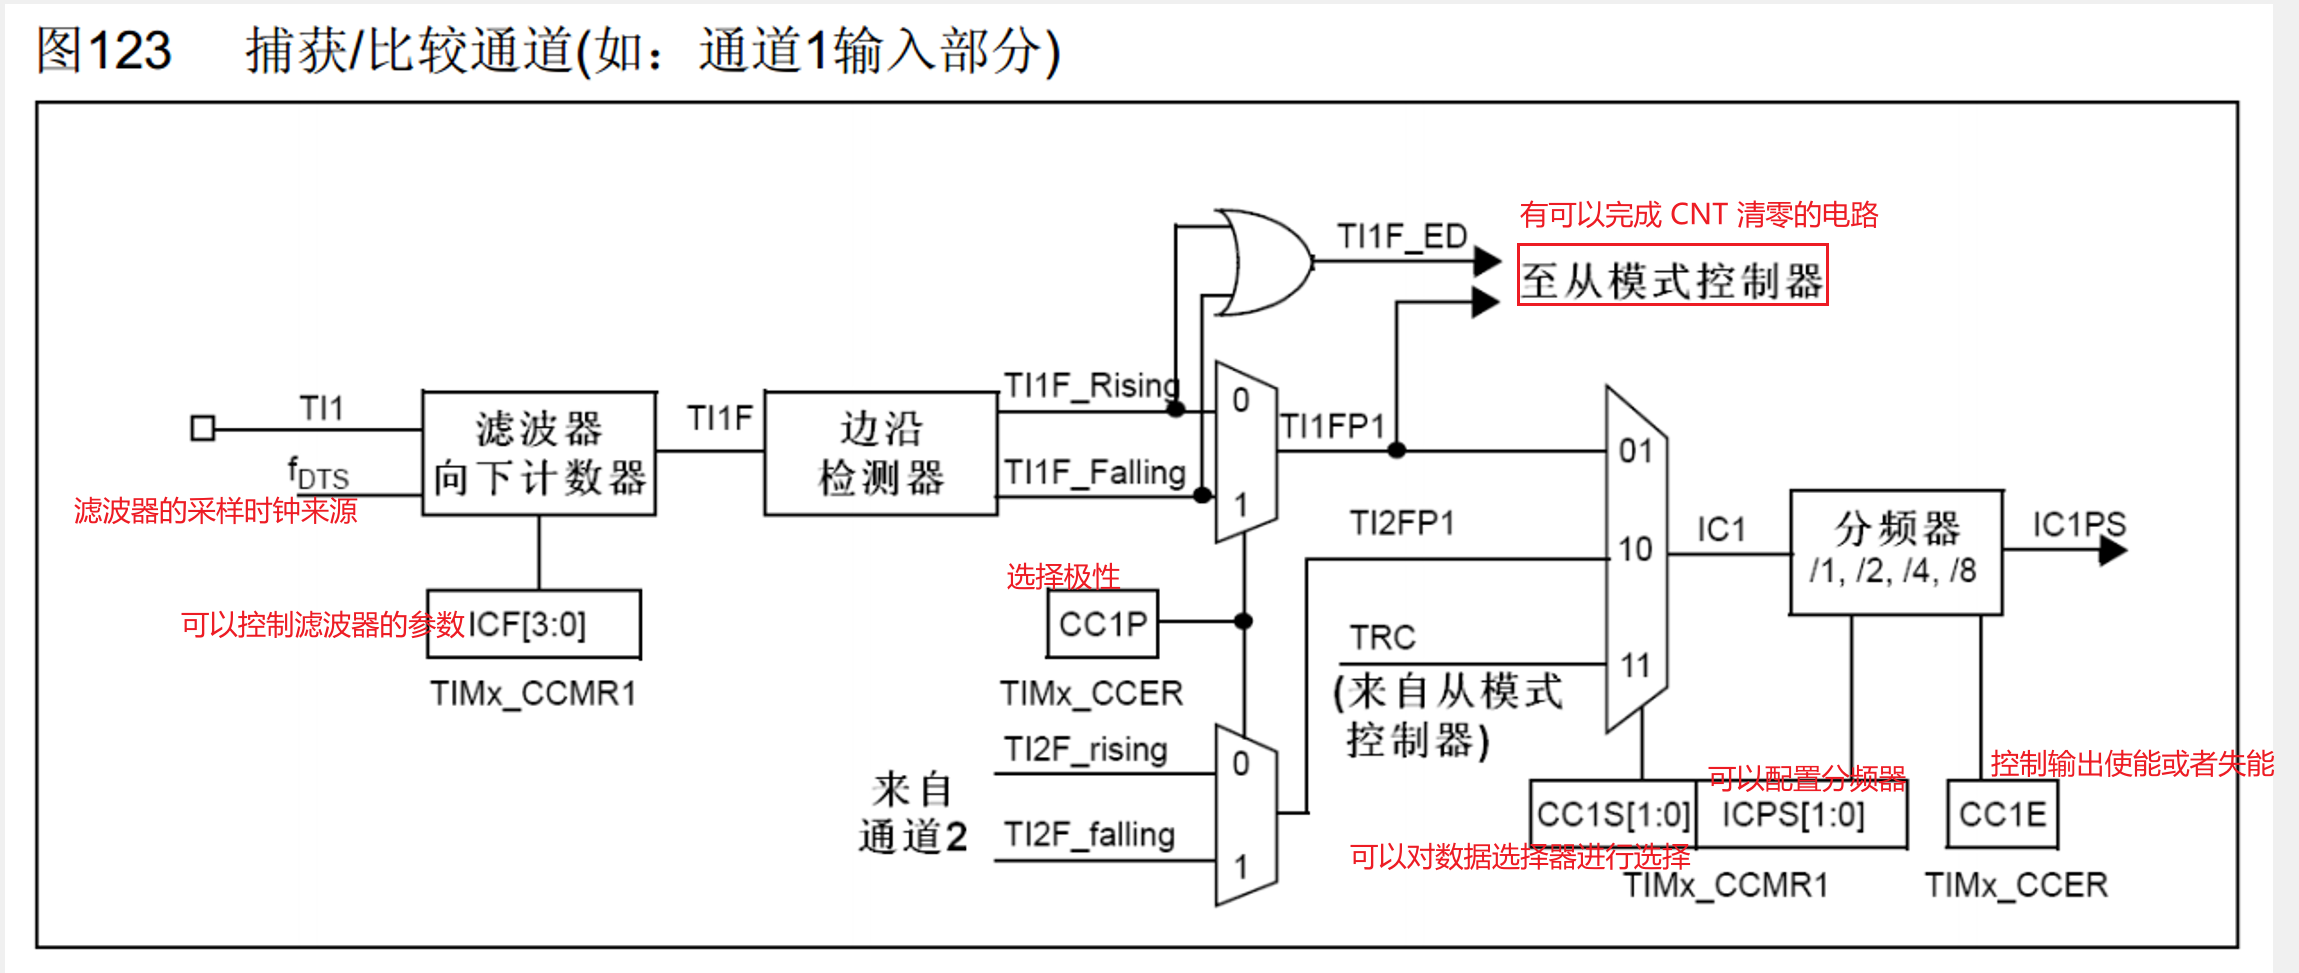 图123 捕获/比较通道(如：通道1输入部分)
有可以完成 CNT 清零的电路
TI1F_ED
至从模式控制器
TI1
滤波器
向下计数器
fDTS
滤波器的采样时钟来源
TI1F
边沿
检测器
TI1F_Rising
TI1F_Falling
0
1
TI1FP1
01
TI2FP1
10
TRC
11
(来自从模式
控制器)
IC1
分频器
/1, /2, /4, /8
IC1PS
可以控制滤波器的参数
ICF[3:0]
TIMx_CCMR1
选择极性
CC1P
TIMx_CCER
来自
通道2
TI2F_rising
TI2F_falling
0
1
可以配置分频器
控制输出使能或者失能
CC1S[1:0]
ICPS[1:0]
CC1E
可以对数据选择器进行选择
TIMx_CCMR1
TIMx_CCER